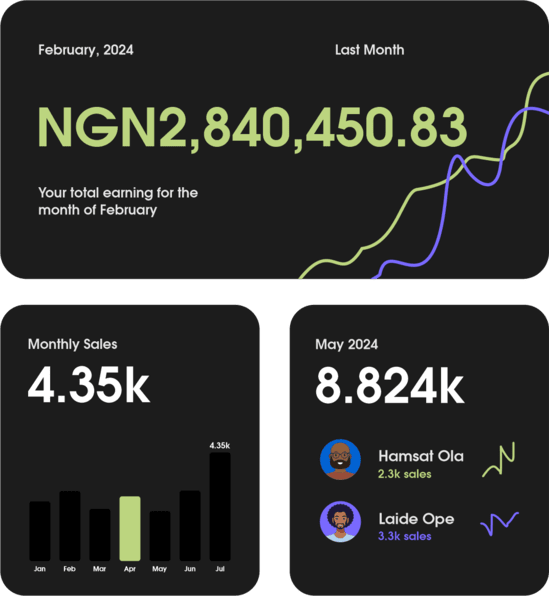 February, 2024
Last Month
NGN2,840,450.83
Your total earning for the
month of February
Monthly Sales
4.35k
4.35k
Jan Feb Mar Apr May Jun Jul
May 2024
8.824k
Hamsat Ola
2.3k sales
Laide Ope
3.3k sales